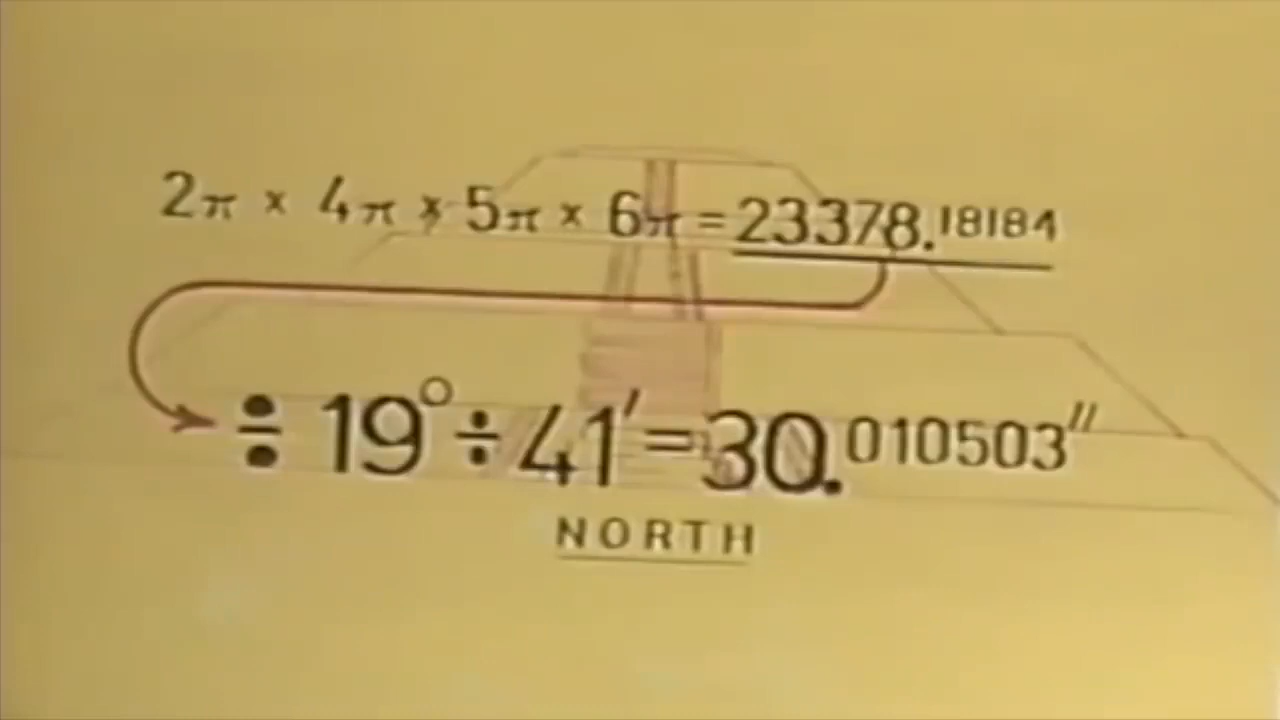 2π × 4π × 5π × 6π = 23378.18184
÷ 19° ÷ 41' = 30.010503"
NORTH